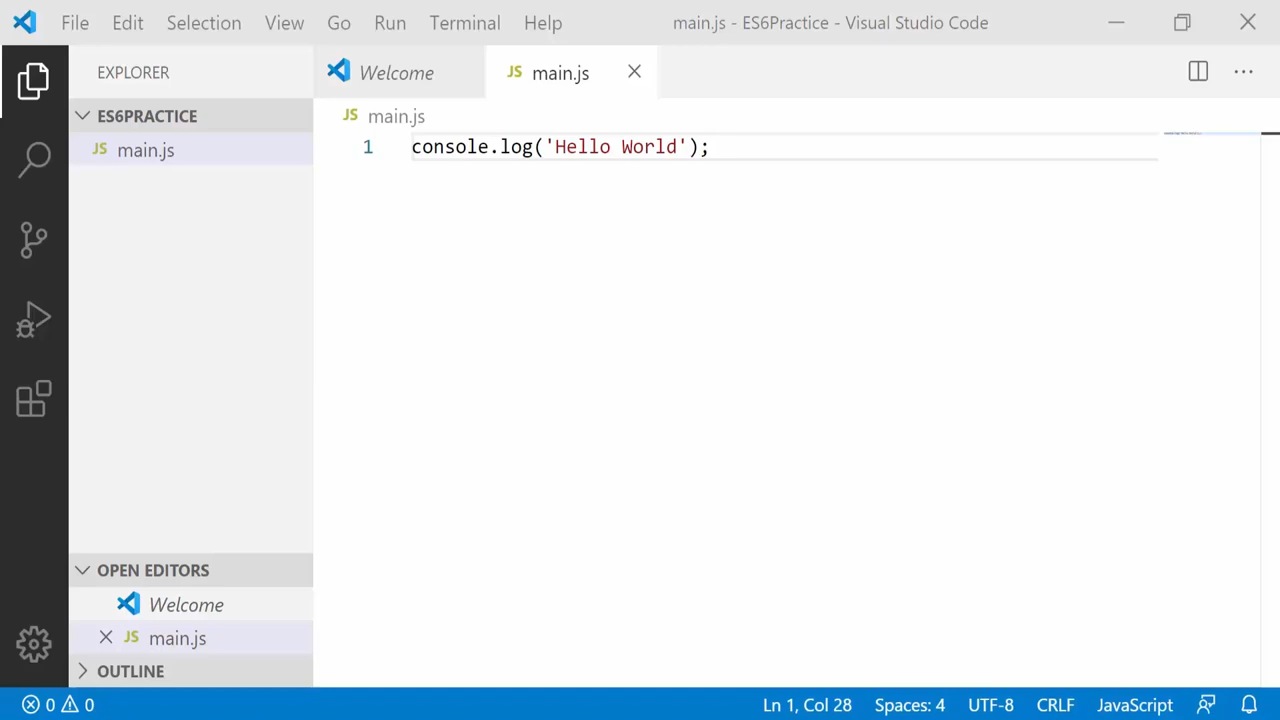 File Edit Selection View Go Run Terminal Help main.js - ES6Practice - Visual Studio Code
EXPLORER
ES6PRACTICE
JS main.js
Welcome
JS main.js
JS main.js
1 console.log('Hello World');
OPEN EDITORS
Welcome
JS main.js
OUTLINE
0 0 Ln 1, Col 28 Spaces: 4 UTF-8 CRLF JavaScript